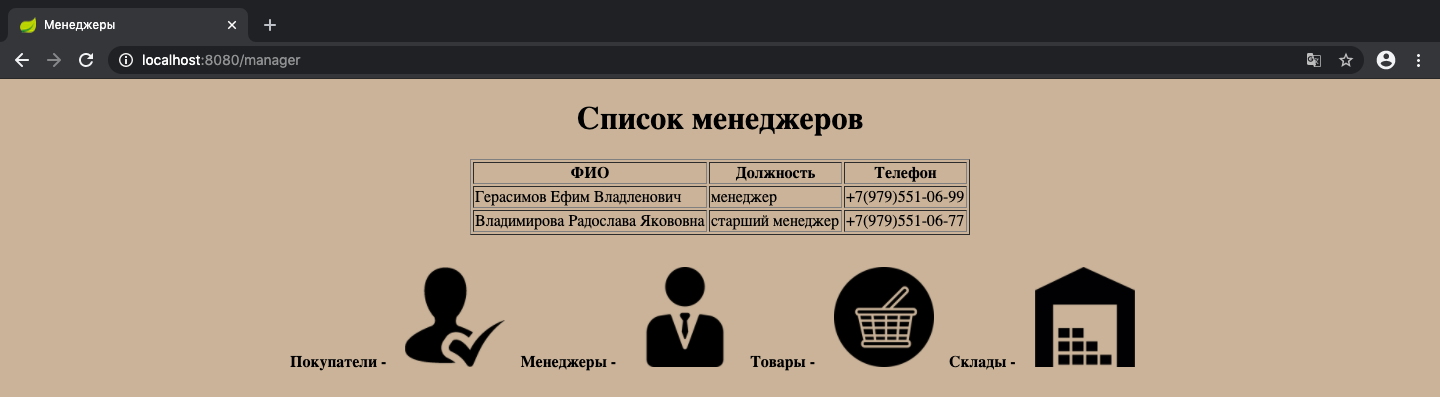 Менеджеры
localhost:8080/manager
Список менеджеров
ФИО Должность Телефон
Герасимов Ефим Владленович менеджер +7(979)551-06-99
Владимирова Радослава Яковovна старший менеджер +7(979)551-06-77
Покупатели - Менеджеры - Товары - Склады -